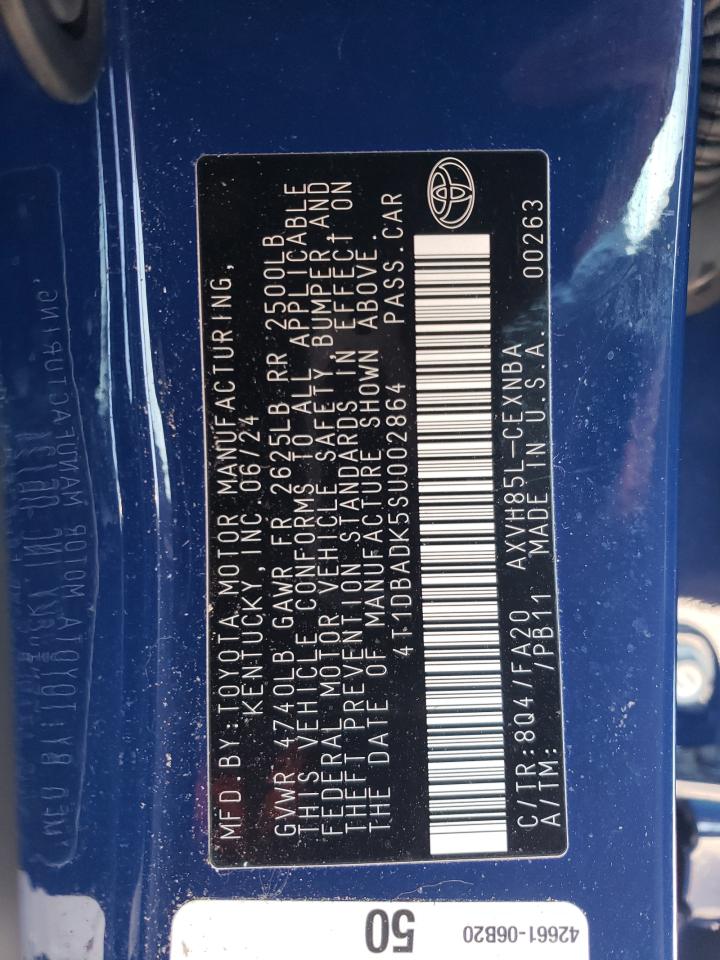 MFD.BY:TOYOTA MOTOR MANUFACTURING,
KENTUCKY,INC 06/24
GVWR 4740LB GAWR FR 2625LB RR 2500LB
THIS VEHICLE CONFORMS TO ALL APPLICABLE
FEDERAL MOTOR VEHICLE SAFETY,BUMPER AND
THEFT PREVENTION STANDARDS IN EFFECT ON
THE DATE OF MANUFACTURE SHOWN ABOVE.
4T1DBADK5SU002864 PASS.CAR
C/TR:8Q4/FA20 AXVH85L-CEXNBA
A/TM: /PB11 MADE IN U.S.A. 00263
50
42661-06B20